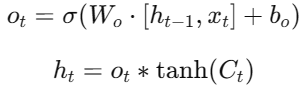 o_t = σ(W_o · [h_{t−1}, x_t] + b_o)
h_t = o_t * tanh(C_t)